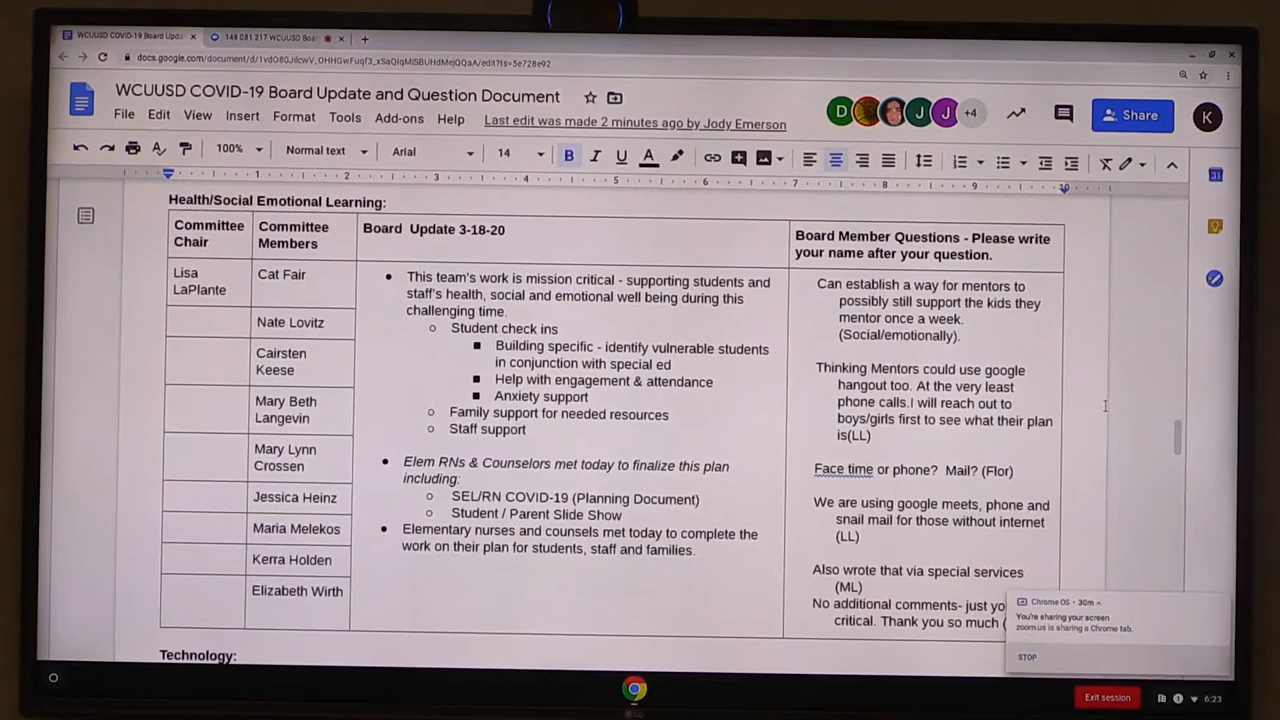 WCUUSD COVID-19 Board Upda
WCUUSD Boar
WCUUSD COVID-19 Board Update and Question Document
File Edit View Insert Format Tools Add-ons Help
Last edit was made 2 minutes ago by Jody Emerson
D J J +4
Share
K
100% Normal text Arial 14 B I U A
1 2 3 4 5 6 7 8 9 10
Health/Social Emotional Learning:
Committee Chair
Committee Members
Board Update 3-18-20
Board Member Questions - Please write
your name after your question.
Lisa
LaPlante
Cat Fair
Nate Lovitz
Cairsten
Keese
Mary Beth
Langevin
Mary Lynn
Crossen
Jessica Heinz
Maria Melekos
Kerra Holden
Elizabeth Wirth
This team's work is mission critical - supporting students and
staff's health, social and emotional well being during this
challenging time.
Student check ins
Building specific - identify vulnerable students
in conjunction with special ed
Help with engagement & attendance
Anxiety support
Family support for needed resources
Staff support
Elem RNs & Counselors met today to finalize this plan
including:
SEL/RN COVID-19 (Planning Document)
Student / Parent Slide Show
Elementary nurses and counsels met today to complete the
work on their plan for students, staff and families.
Can establish a way for mentors to
possibly still support the kids they
mentor once a week.
(Social/emotionally).
Thinking Mentors could use google
hangout too. At the very least
phone calls.I will reach out to
boys/girls first to see what their plan
is(LL)
Face time or phone? Mail? (Flor)
We are using google meets, phone and
snail mail for those without internet
(LL)
Also wrote that via special services
(ML)
No additional comments- just yo
critical. Thank you so much (
Technology:
Chrome OS • 30m
You're sharing your screen
zoom.us is sharing a Chrome tab.
STOP
Exit session
6:23
LG